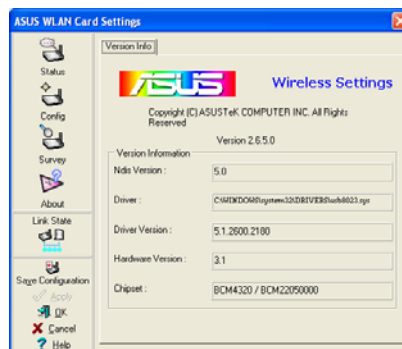 ASUS WLAN Card Settings
Status
Config
Survey
About
Link State
Save Configuration
Apply
OK
Cancel
Help
Version Info
ASUS
Wireless Settings
Copyright (C) ASUSTeK COMPUTER INC. All Rights
Reserved
Version 2.6.5.0
Version Information
Ndis Version :
5.0
Driver :
C:\WINDOWS\system32\DRIVERS\usb8023.sys
Driver Version :
5.1.2600.2180
Hardware Version :
3.1
Chipset :
BCM4320 / BCM22050000